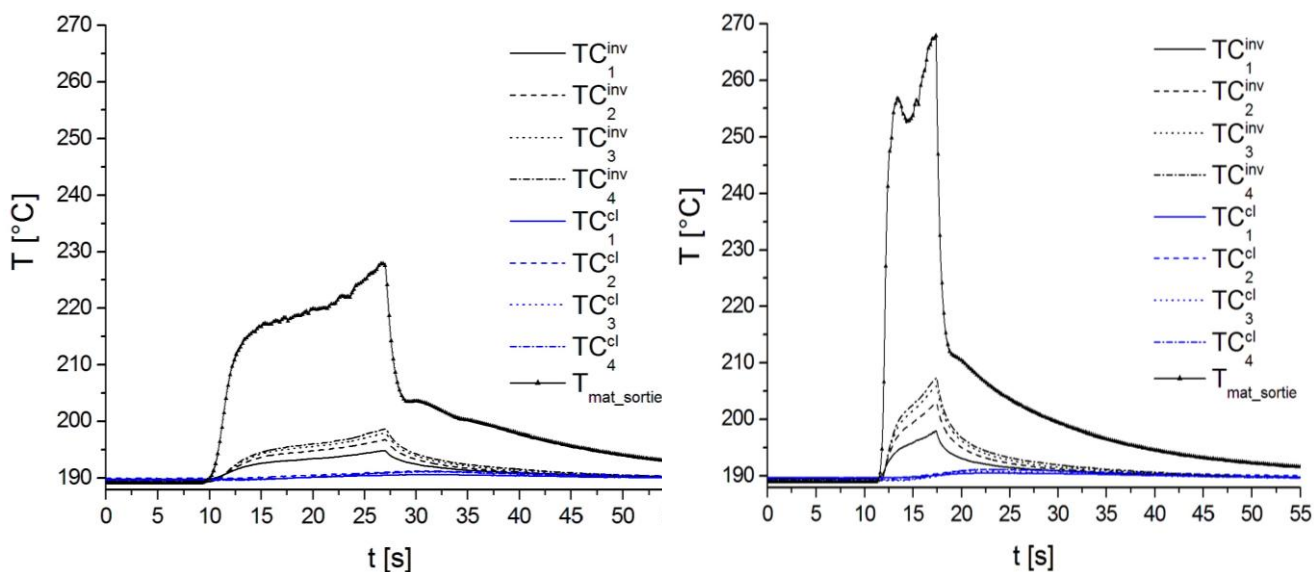 270
260
250
240
230
220
210
200
190
T [°C]
0 5 10 15 20 25 30 35 40 45 50
t [s]
TC₁ⁱⁿᵛ
TC₂ⁱⁿᵛ
TC₃ⁱⁿᵛ
TC₄ⁱⁿᵛ
TC₁ᶜˡ
TC₂ᶜˡ
TC₃ᶜˡ
TC₄ᶜˡ
T_mat_sortie
270
260
250
240
230
220
210
200
190
T [°C]
0 5 10 15 20 25 30 35 40 45 50 55
t [s]
TC₁ⁱⁿᵛ
TC₂ⁱⁿᵛ
TC₃ⁱⁿᵛ
TC₄ⁱⁿᵛ
TC₁ᶜˡ
TC₂ᶜˡ
TC₃ᶜˡ
TC₄ᶜˡ
T_mat_sortie